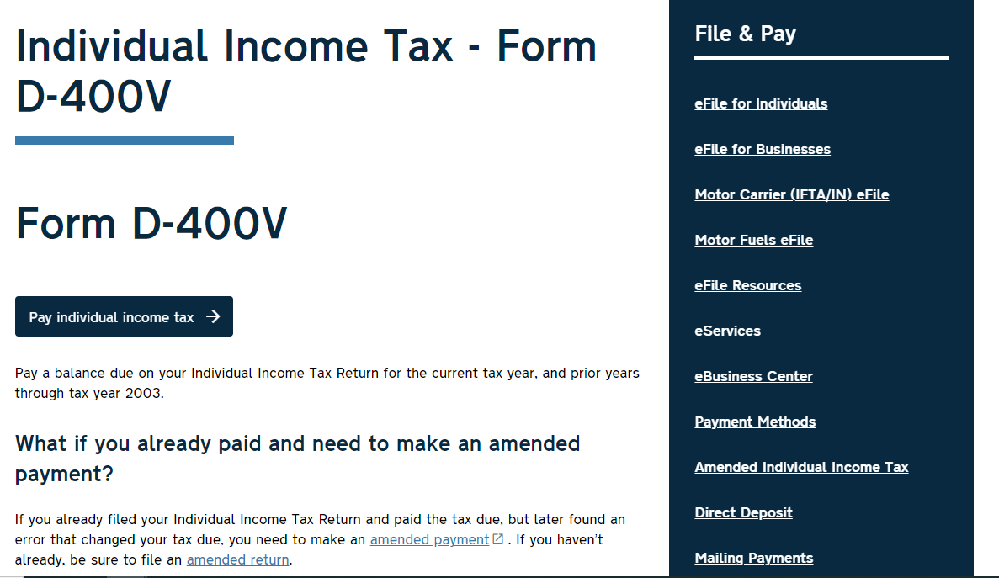 Individual Income Tax - Form
D-400V
Form D-400V
Pay individual income tax →
Pay a balance due on your Individual Income Tax Return for the current tax year, and prior years
through tax year 2003.
What if you already paid and need to make an amended
payment?
If you already filed your Individual Income Tax Return and paid the tax due, but later found an
error that changed your tax due, you need to make an amended payment . If you haven't
already, be sure to file an amended return.
File & Pay
eFile for Individuals
eFile for Businesses
Motor Carrier (IFTA/IN) eFile
Motor Fuels eFile
eFile Resources
eServices
eBusiness Center
Payment Methods
Amended Individual Income Tax
Direct Deposit
Mailing Payments